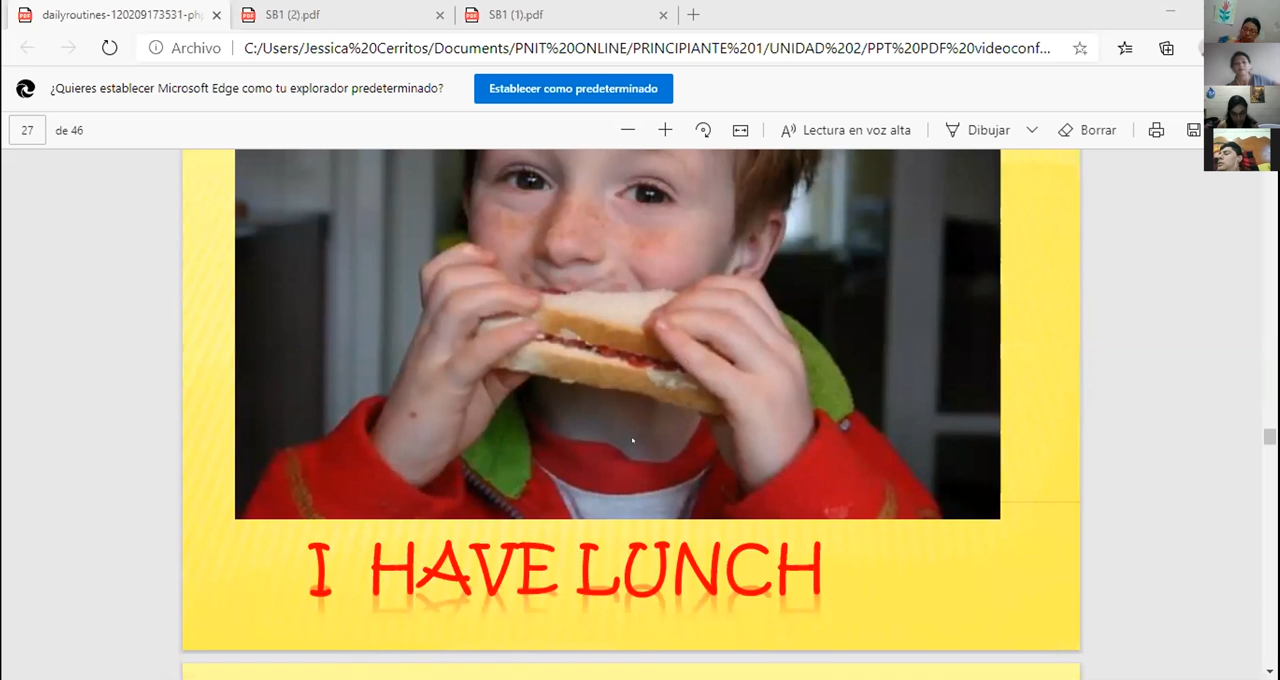 dailyroutines-120209173531-ph
SB1 (2).pdf
SB1 (1).pdf
Archivo
C:/Users/Jessica%20Cerritos/Documents/PNIT%20ONLINE/PRINCIPIANTE%201/UNIDAD%202/PPT%20PDF%20videoconf...
¿Quieres establecer Microsoft Edge como tu explorador predeterminado?
Establecer como predeterminado
27 de 46
Lectura en voz alta
Dibujar
Borrar
I HAVE LUNCH